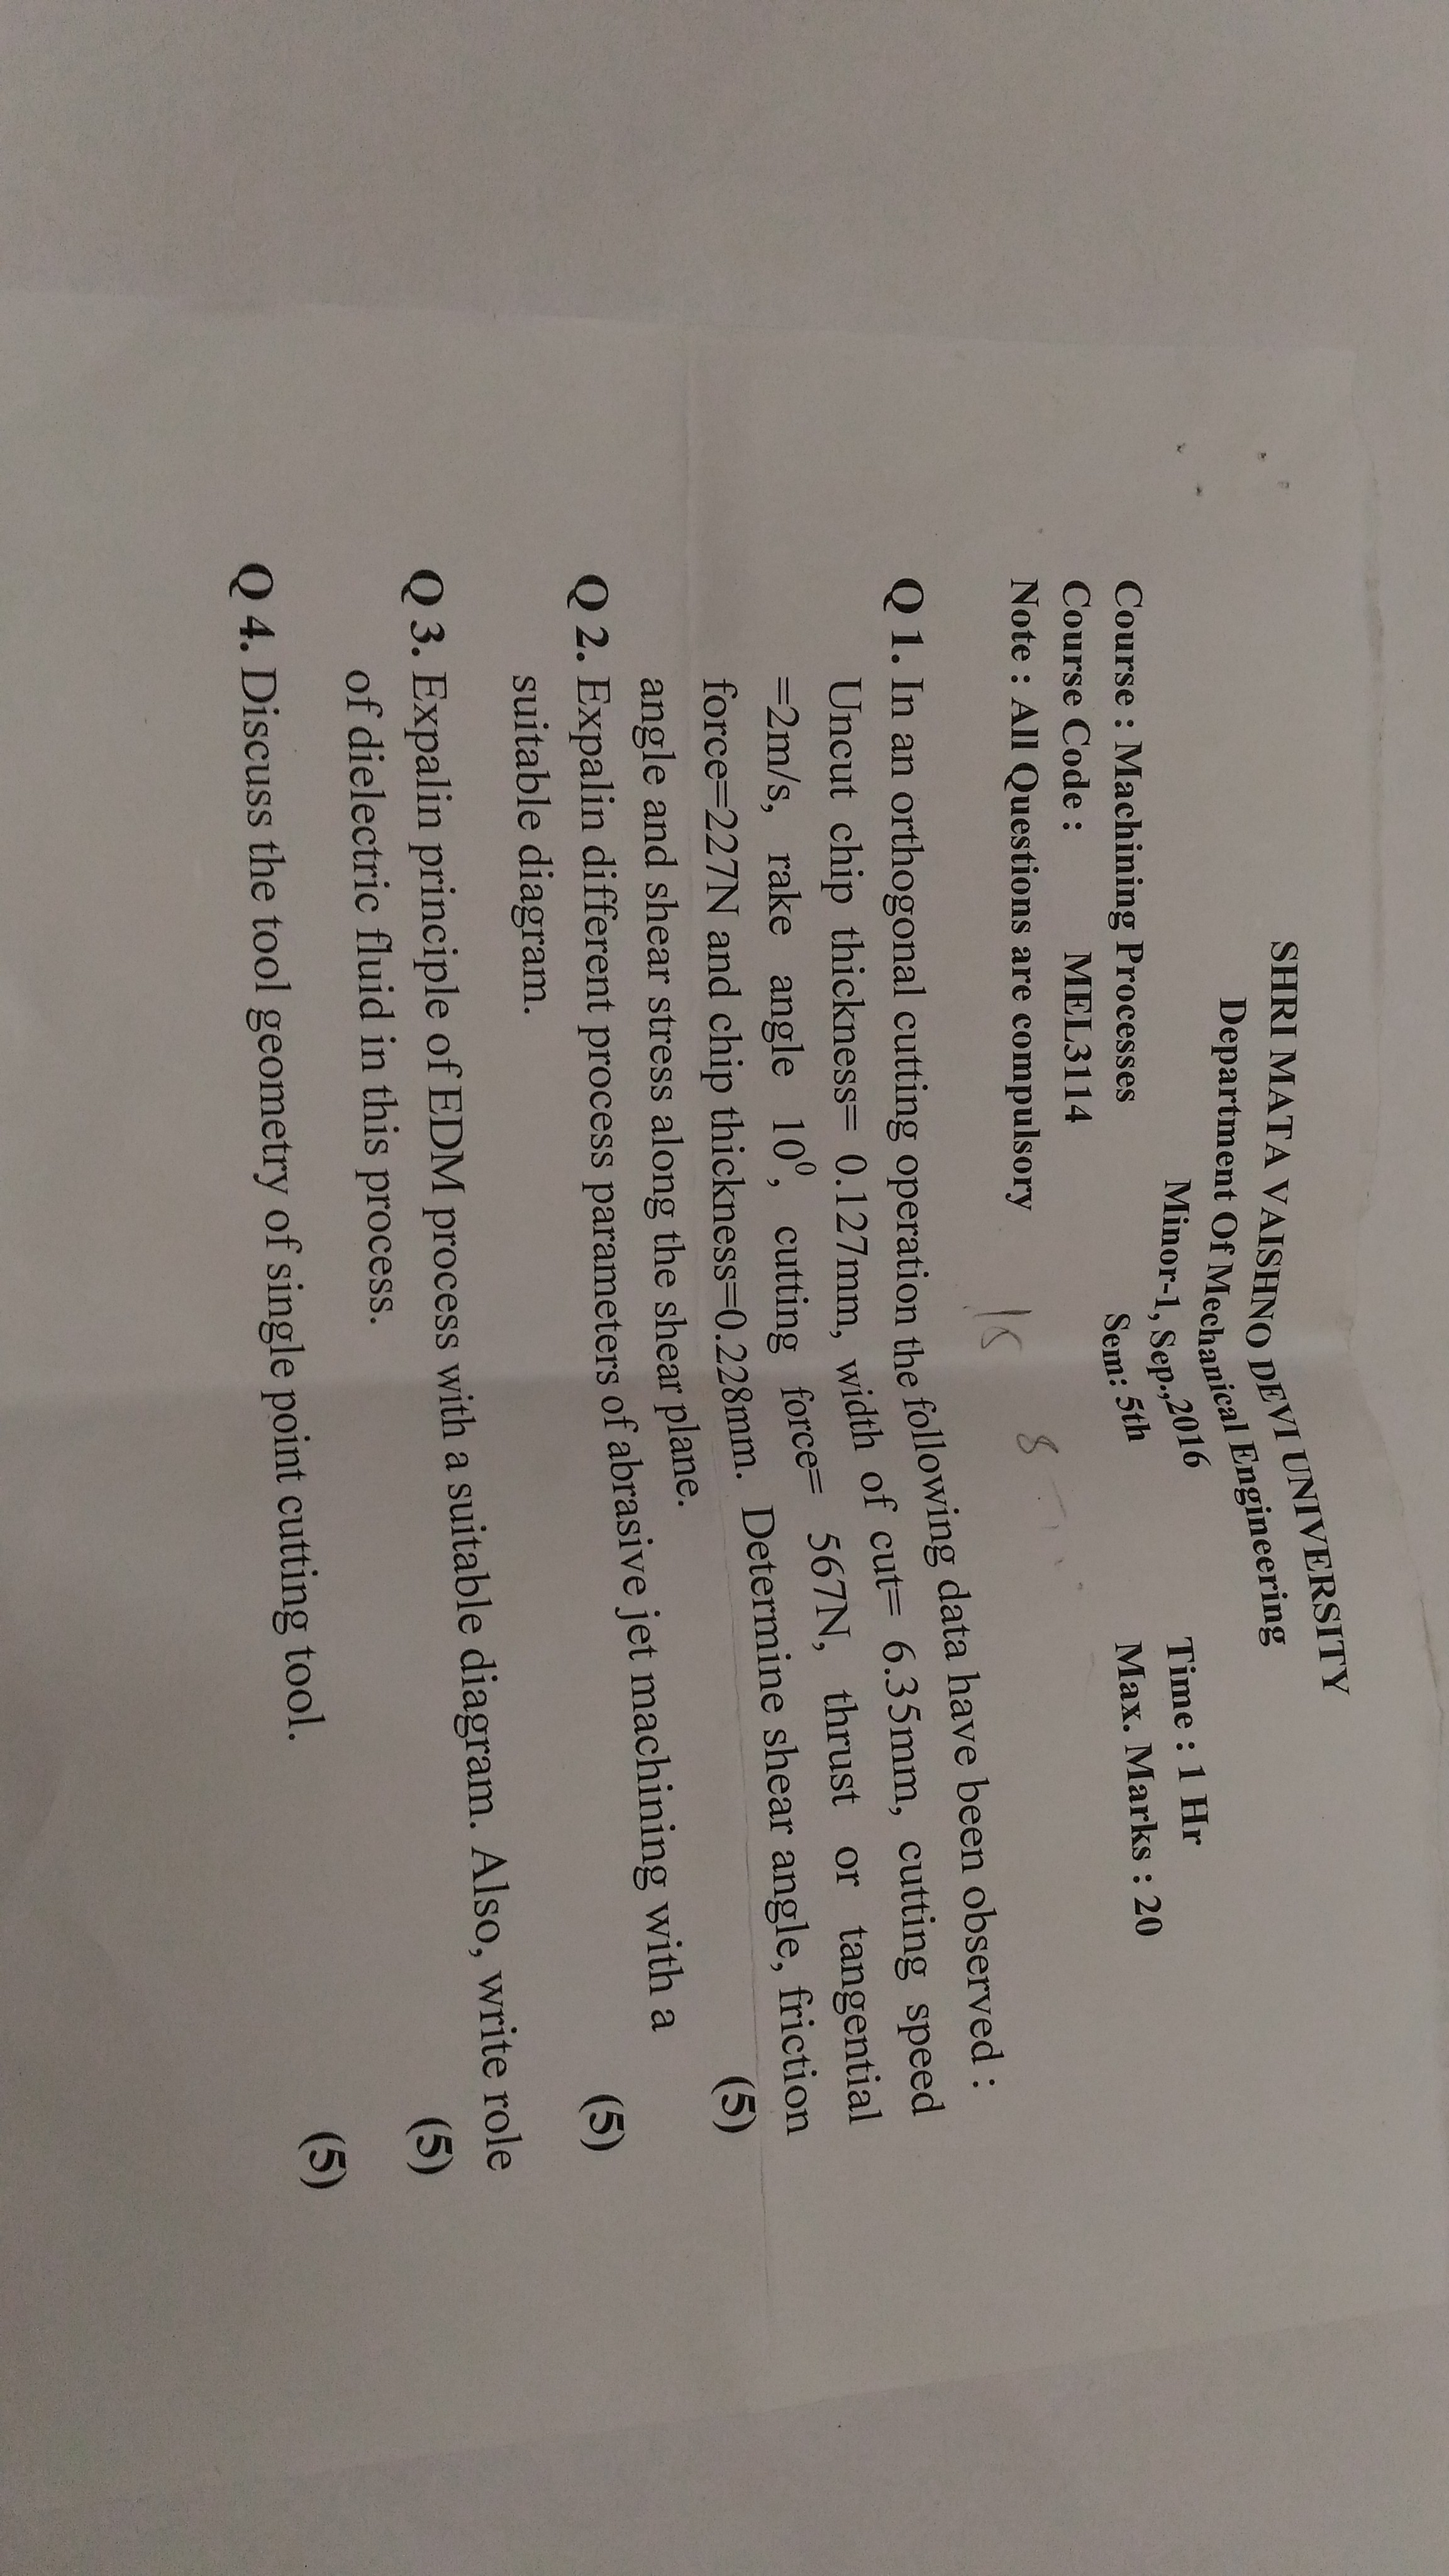 SHRI MATA VAISHNO DEVI UNIVERSITY
Department Of Mechanical Engineering
Minor-1, Sep.,2016 Time : 1 Hr
Course : Machining Processes Sem: 5th Max. Marks : 20
Course Code : MEL3114
Note : All Questions are compulsory
8
Q 1. In an orthogonal cutting operation the following data have been observed :
Uncut chip thickness= 0.127mm, width of cut= 6.35mm, cutting speed
=2m/s, rake angle 10⁰, cutting force= 567N, thrust or tangential
force=227N and chip thickness=0.228mm. Determine shear angle, friction
angle and shear stress along the shear plane. (5)
Q 2. Expalin different process parameters of abrasive jet machining with a
suitable diagram. (5)
Q 3. Expalin principle of EDM process with a suitable diagram. Also, write role
of dielectric fluid in this process. (5)
Q 4. Discuss the tool geometry of single point cutting tool. (5)